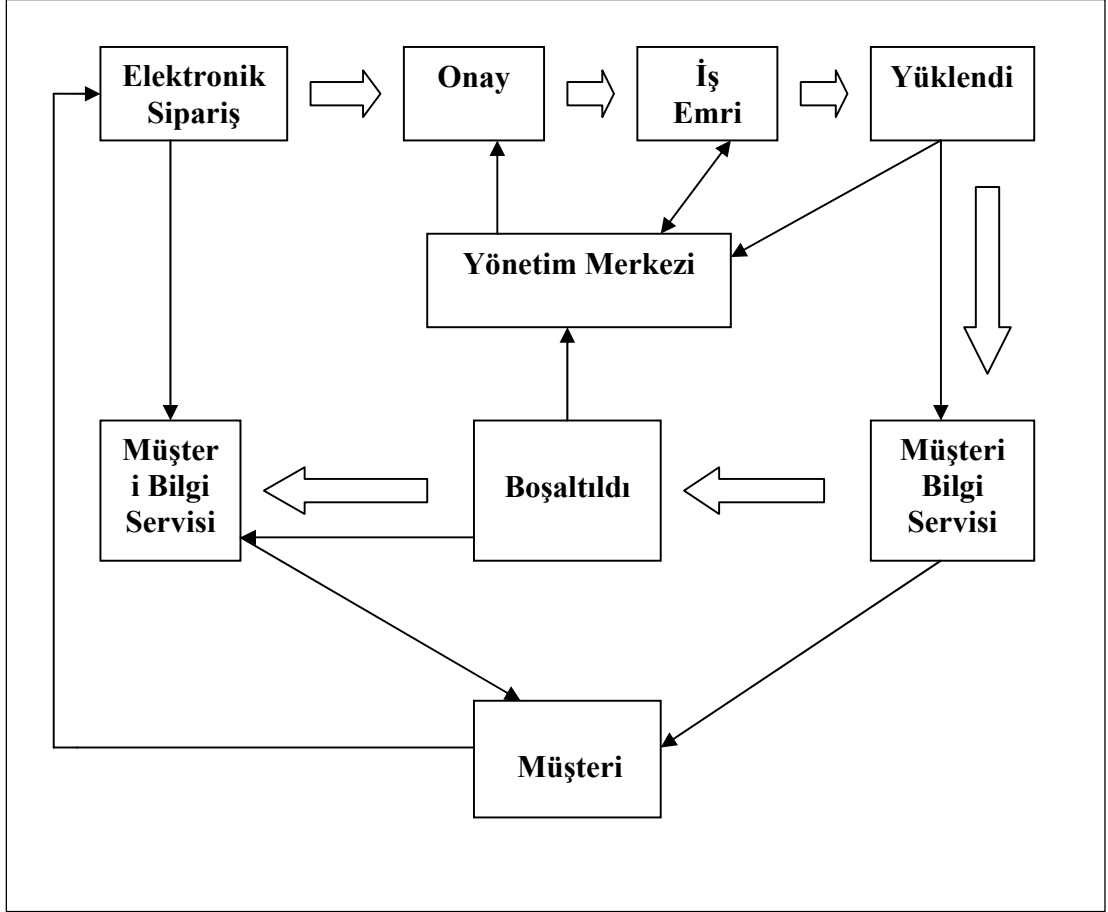 Elektronik
Sipariş
Onay
İş
Emri
Yüklendi
Yönetim Merkezi
Müşter
i Bilgi
Servisi
Boşaltıldı
Müşteri
Bilgi
Servisi
Müşteri